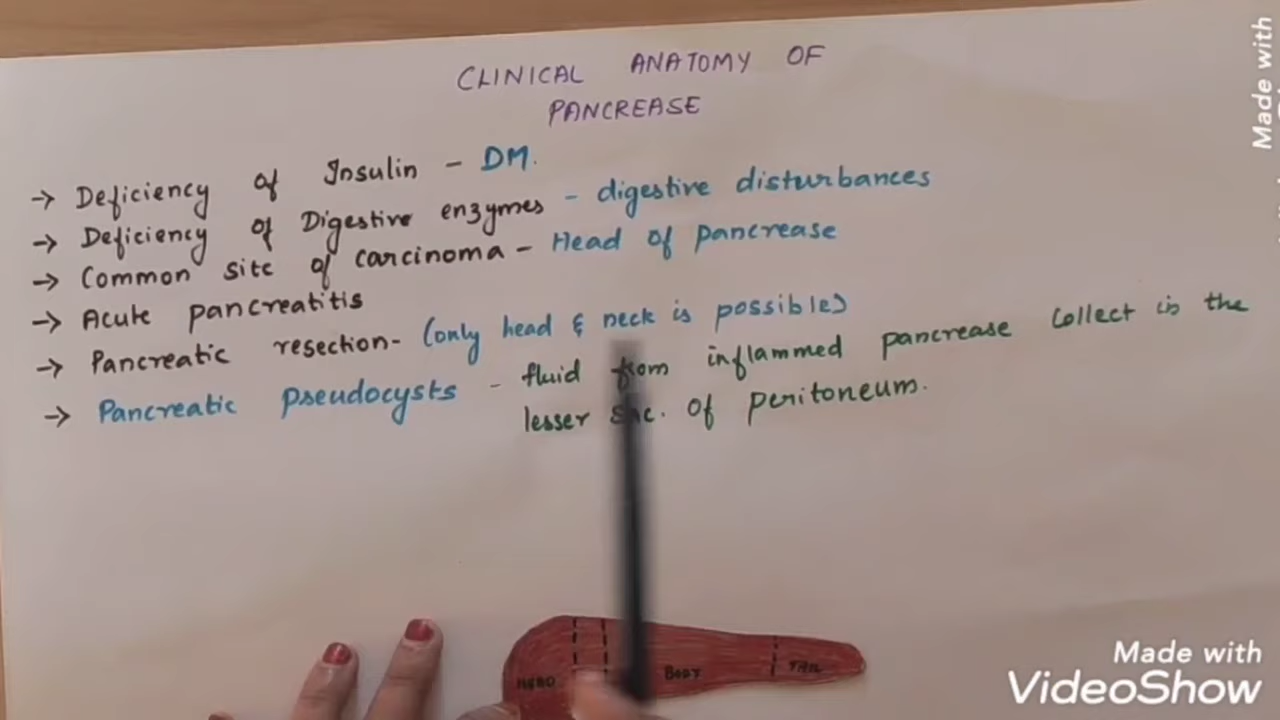 CLINICAL ANATOMY OF
PANCREASE
→ Deficiency of Insulin - DM.
→ Deficiency of Digestive enzymes - digestive disturbances
→ Common site of carcinoma - Head of pancrease
→ Acute pancreatitis
→ Pancreatic resection- (only head & neck is possible)
→ Pancreatic pseudocysts - fluid from inflammed pancrease collect in the
lesser sac. of peritoneum.
HEAD BODY TAIL
Made with
Made with
VideoShow